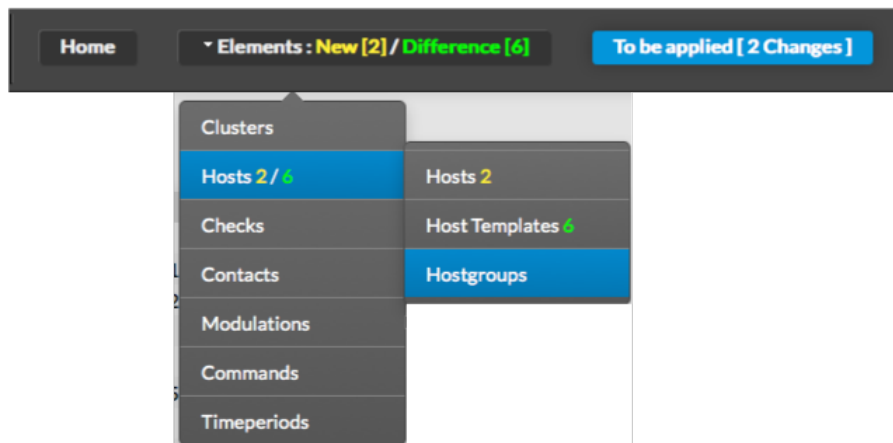 Home Elements : New [2] / Difference [6] To be applied [ 2 Changes ]
Clusters
Hosts 2 / 6
Hosts 2
Checks
Host Templates 6
Contacts
Hostgroups
Modulations
Commands
Timeperiods